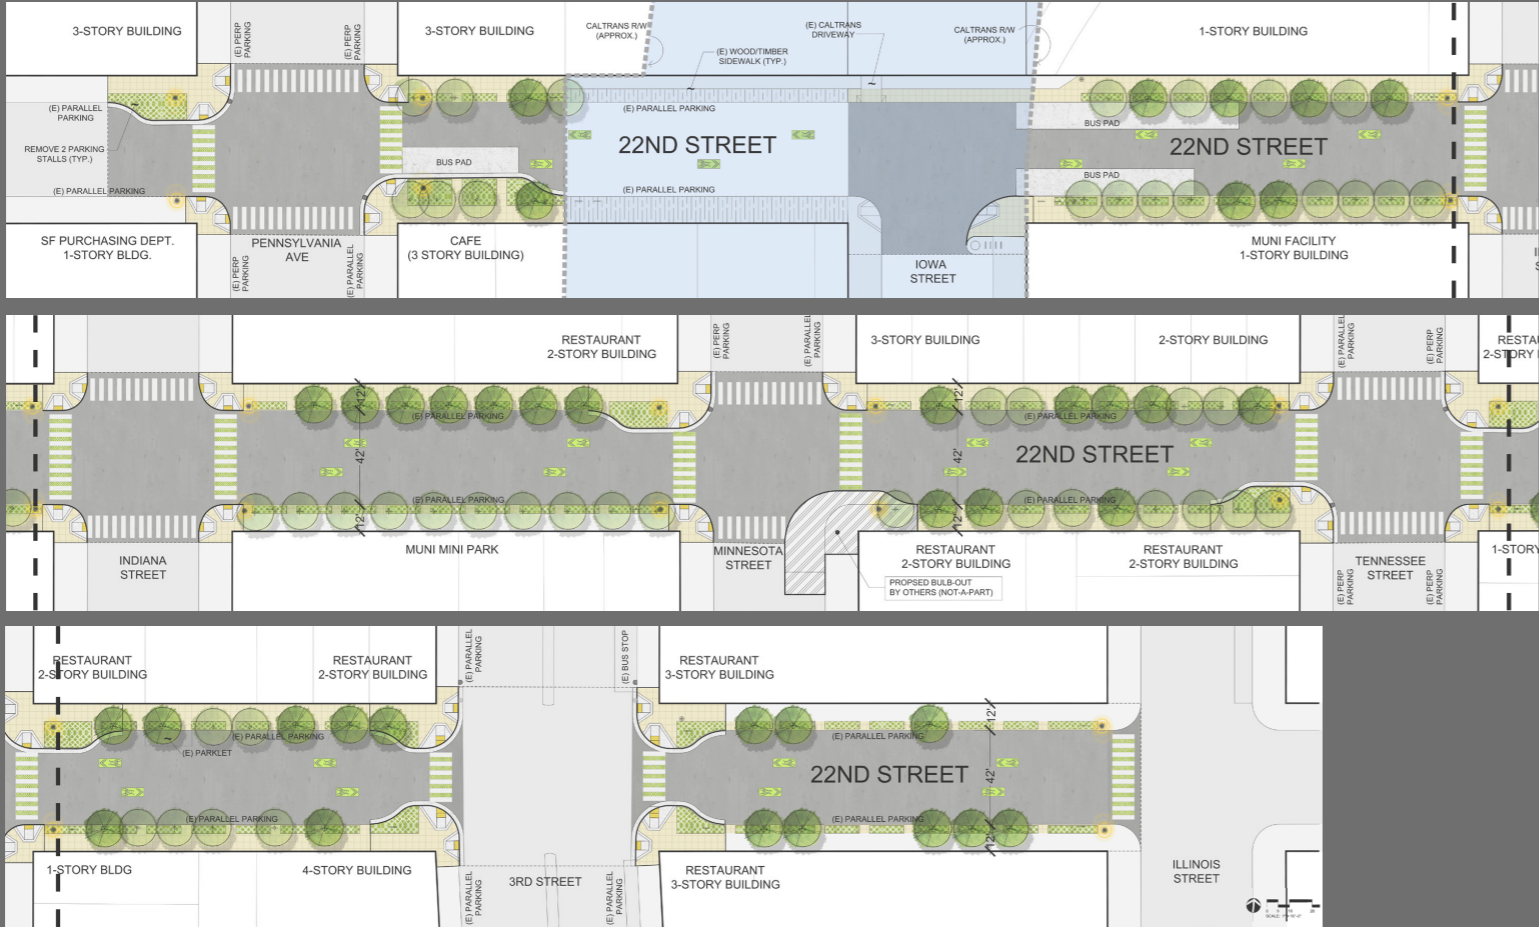 3-STORY BUILDING
(E) PERP
PARKING
(E) PERP
PARKING
3-STORY BUILDING
CALTRANS R/W
(APPROX.)
(E) WOOD/TIMBER
SIDEWALK (TYP.)
(E) CALTRANS
DRIVEWAY
CALTRANS R/W
(APPROX.)
1-STORY BUILDING
(E) PARALLEL
PARKING
REMOVE 2 PARKING
STALLS (TYP.)
(E) PARALLEL PARKING
BUS PAD
(E) PARALLEL PARKING
22ND STREET
(E) PARALLEL PARKING
BUS PAD
22ND STREET
BUS PAD
SF PURCHASING DEPT.
1-STORY BLDG.
PENNSYLVANIA
AVE
(E) PERP
PARKING
(E) PARALLEL
PARKING
CAFE
(3 STORY BUILDING)
IOWA
STREET
MUNI FACILITY
1-STORY BUILDING
RESTAURANT
2-STORY BUILDING
(E) PERP
PARKING
(E) PARALLEL
PARKING
3-STORY BUILDING
2-STORY BUILDING
(E) PARALLEL
PARKING
(E) PERP
PARKING
RESTAU
2-STORY
12'
(E) PARALLEL PARKING
12'
(E) PARALLEL PARKING
42'
42'
22ND STREET
(E) PARALLEL PARKING
12'
(E) PARALLEL PARKING
12'
INDIANA
STREET
MUNI MINI PARK
MINNESOTA
STREET
RESTAURANT
2-STORY BUILDING
PROPSED BULB-OUT
BY OTHERS (NOT-A-PART)
RESTAURANT
2-STORY BUILDING
(E) PERP
PARKING
TENNESSEE
STREET
(E) PERP
PARKING
1-STORY
RESTAURANT
2-STORY BUILDING
RESTAURANT
2-STORY BUILDING
(E) PARALLEL
PARKING
(E) BUS STOP
RESTAURANT
3-STORY BUILDING
(E) PARALLEL PARKING
(E) PARKLET
(E) PARALLEL PARKING
12'
(E) PARALLEL PARKING
22ND STREET
42'
(E) PARALLEL PARKING
12'
1-STORY BLDG
4-STORY BUILDING
(E) PARALLEL
PARKING
3RD STREET
(E) PARALLEL
PARKING
RESTAURANT
3-STORY BUILDING
ILLINOIS
STREET